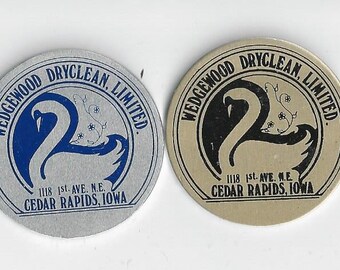 WEDGEWOOD DRYCLEAN, LIMITED.
1118 1st. AVE. N.E.
CEDAR RAPIDS, IOWA
WEDGEWOOD DRYCLEAN, LIMITED.
1118 1st. AVE. N.E.
CEDAR RAPIDS, IOWA